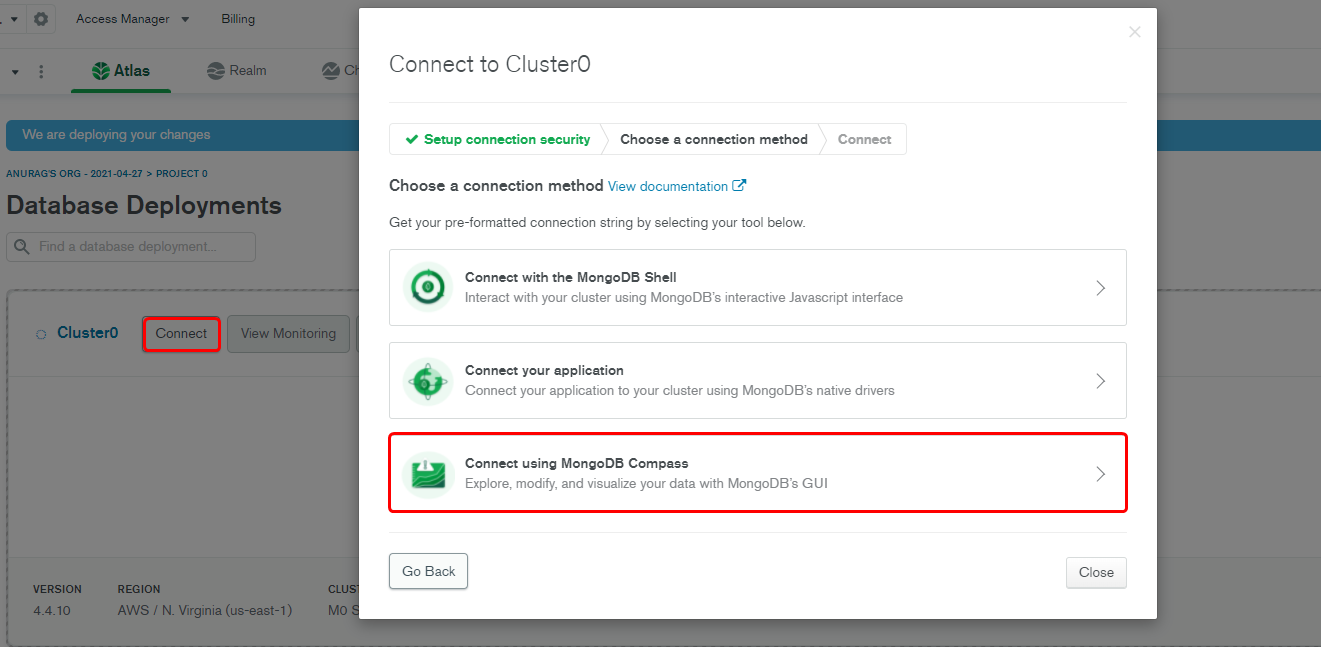 Access Manager
Billing
Atlas
Realm
We are deploying your changes
ANURAG'S ORG - 2021-04-27 > PROJECT 0
Database Deployments
Find a database deployment...
Cluster0
Connect
View Monitoring
VERSION
REGION
4.4.10
AWS / N. Virginia (us-east-1)
M0
Connect to Cluster0
Setup connection security
Choose a connection method
Connect
Choose a connection method View documentation
Get your pre-formatted connection string by selecting your tool below.
Connect with the MongoDB Shell
Interact with your cluster using MongoDB's interactive Javascript interface
Connect your application
Connect your application to your cluster using MongoDB's native drivers
Connect using MongoDB Compass
Explore, modify, and visualize your data with MongoDB's GUI
Go Back
Close